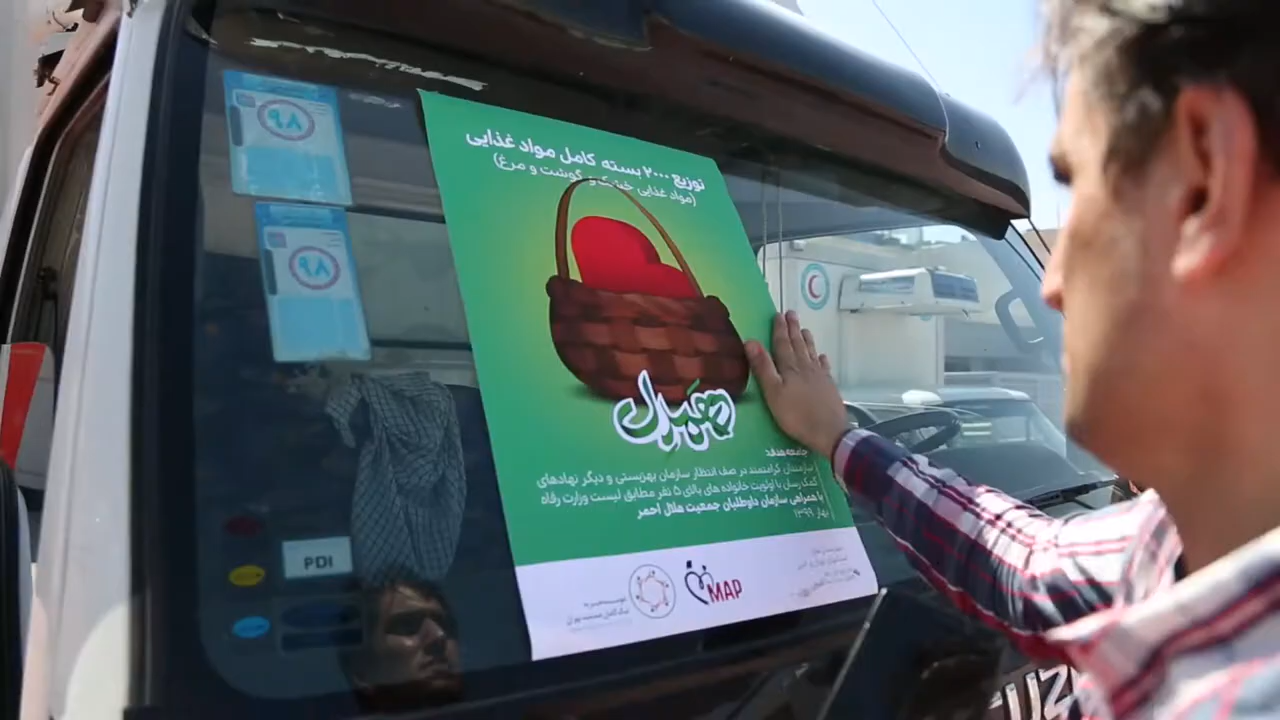 توزیع ۲۰۰۰ بسته کامل مواد غذایی
(مواد غذایی خشک و گوشت و مرغ)
همدل
جامعه هدف:
نیازمندان کرامتمند در صف انتظار سازمان بهزیستی و دیگر نهادهای
کمک رسان با اولویت خانواده های بالای ۵ نفر مطابق لیست وزارت رفاه
با همراهی سازمان داوطلبان جمعیت هلال احمر
بهار ۱۳۹۹
MAP
۹۸
۹۸
PDI